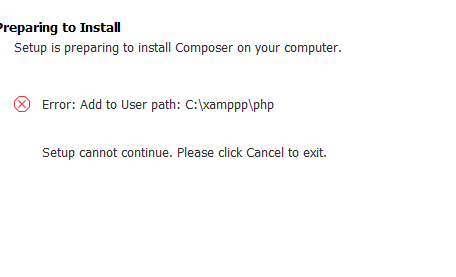 Preparing to Install
Setup is preparing to install Composer on your computer.
Error: Add to User path: C:\xamppp\php
Setup cannot continue. Please click Cancel to exit.